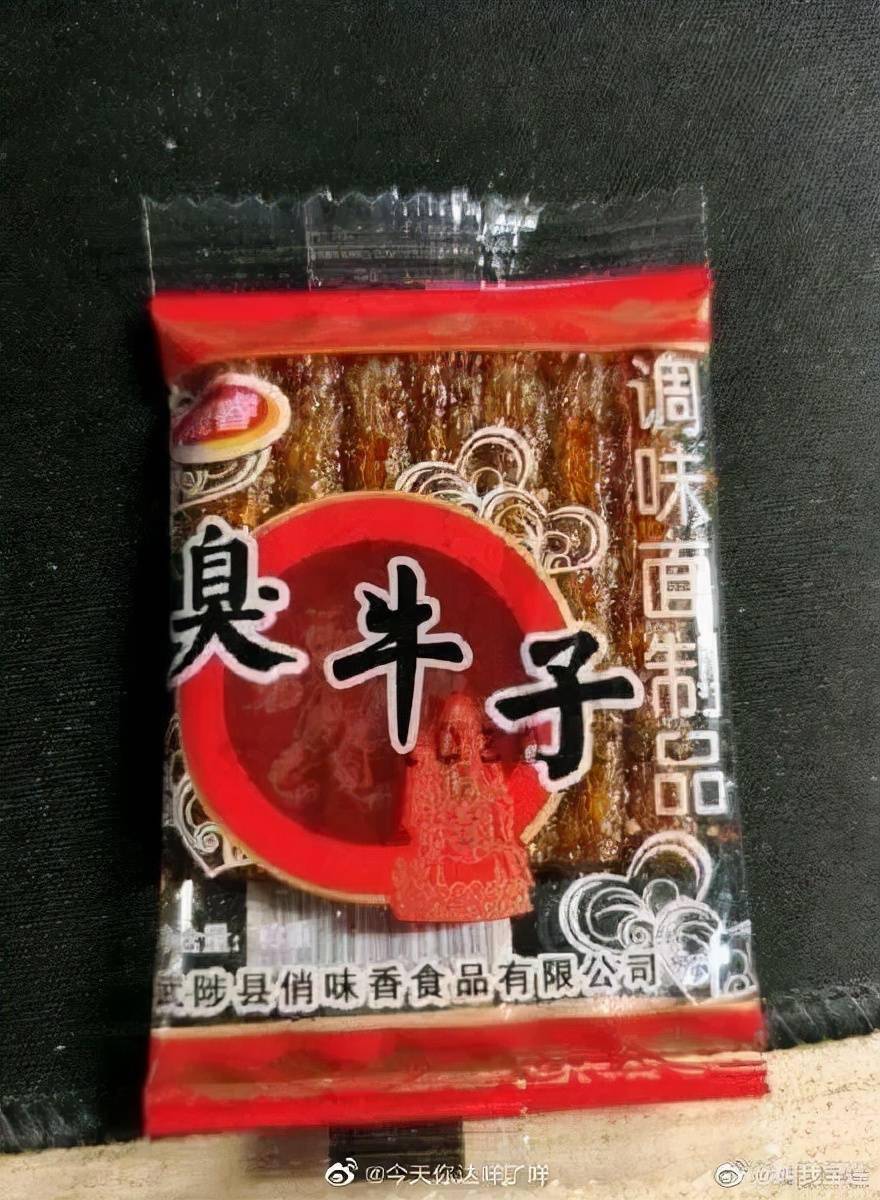 调味面制品
臭牛子
武陟县俏味香食品有限公司
@今天你达咩了咩